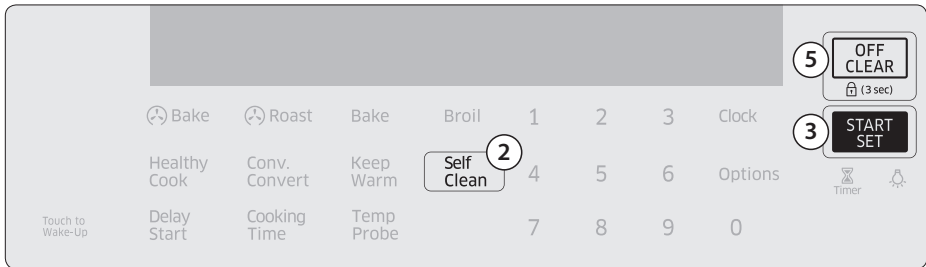 5 OFF
CLEAR
(3 sec)
Bake Roast Bake Broil 1 2 3 Clock
3 START
SET
Healthy Conv. Keep Self 2
Cook Convert Warm Clean 4 5 6 Options
Timer
Touch to Delay Cooking Temp
Wake-Up Start Time Probe 7 8 9 0